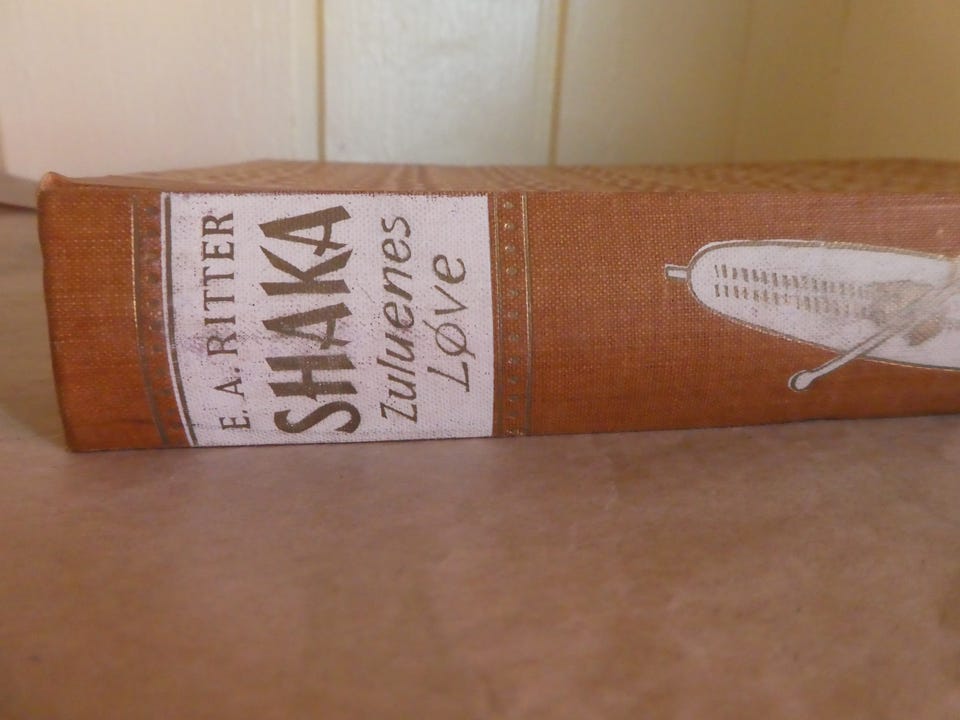 E. A. RITTER
SHAKA
Zuluenes
Løve